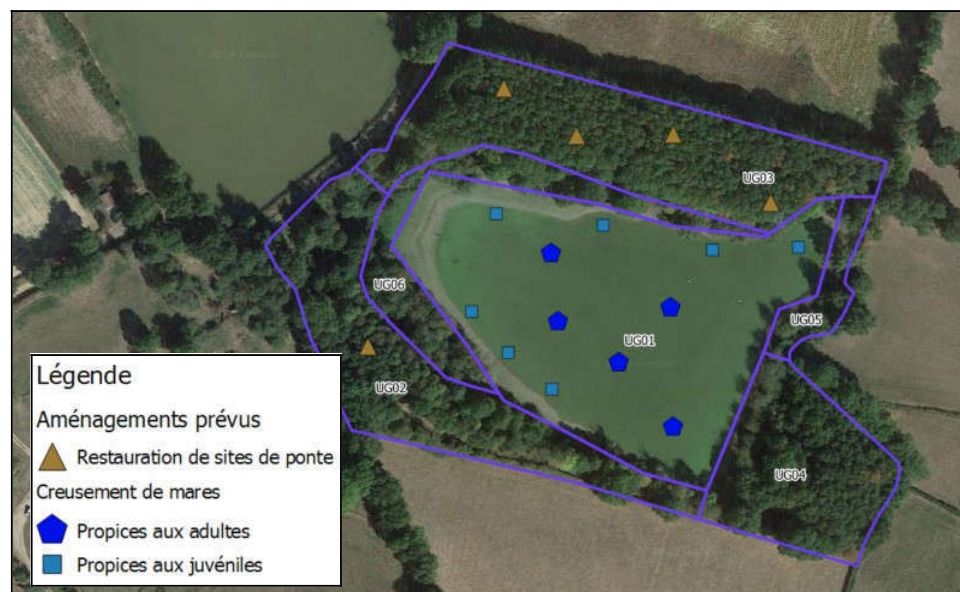 UG03
UG06
UG05
UG01
UG02
UG04
Légende
Aménagements prévus
Restauration de sites de ponte
Creusement de mares
Propices aux adultes
Propices aux juvéniles